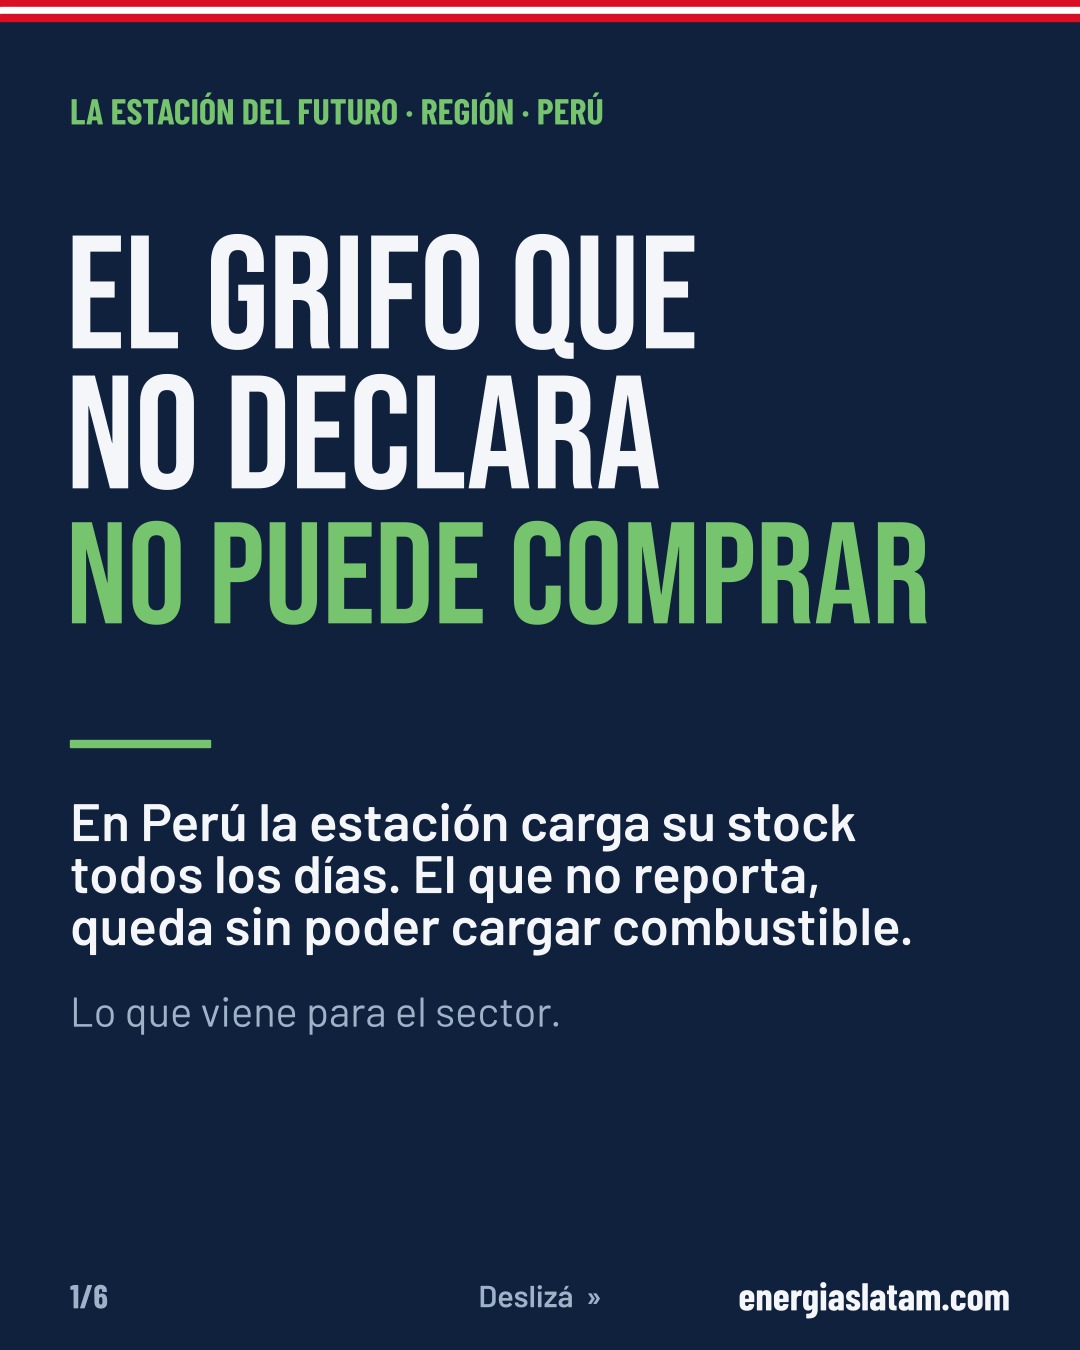 LA ESTACIÓN DEL FUTURO · REGIÓN · PERÚ
EL GRIFO QUE
NO DECLARA
NO PUEDE COMPRAR
En Perú la estación carga su stock
todos los días. El que no reporta,
queda sin poder cargar combustible.
Lo que viene para el sector.
1/6
Deslizá »
energiaslatam.com